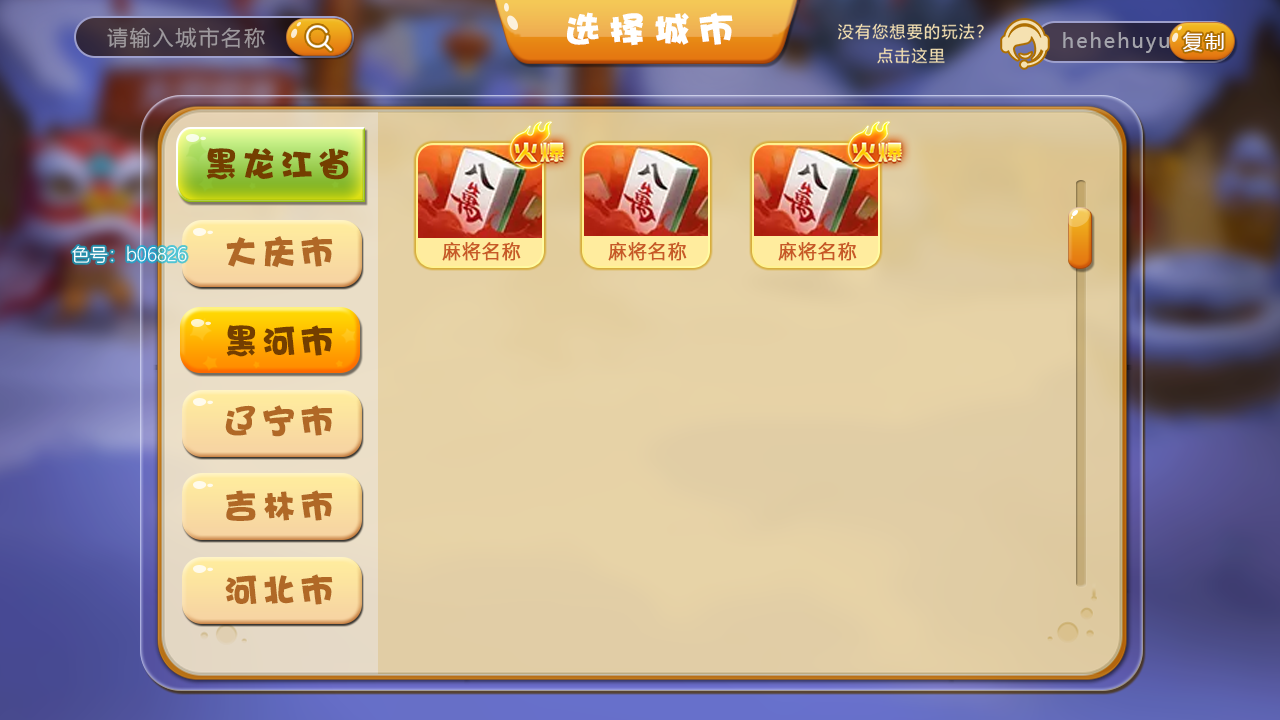 请输入城市名称
选择城市
没有您想要的玩法?
点击这里
hehehuyu
复制
黑龙江省
大庆市
色号：b06826
黑河市
辽宁市
吉林市
河北市
火爆
麻将名称
麻将名称
火爆
麻将名称